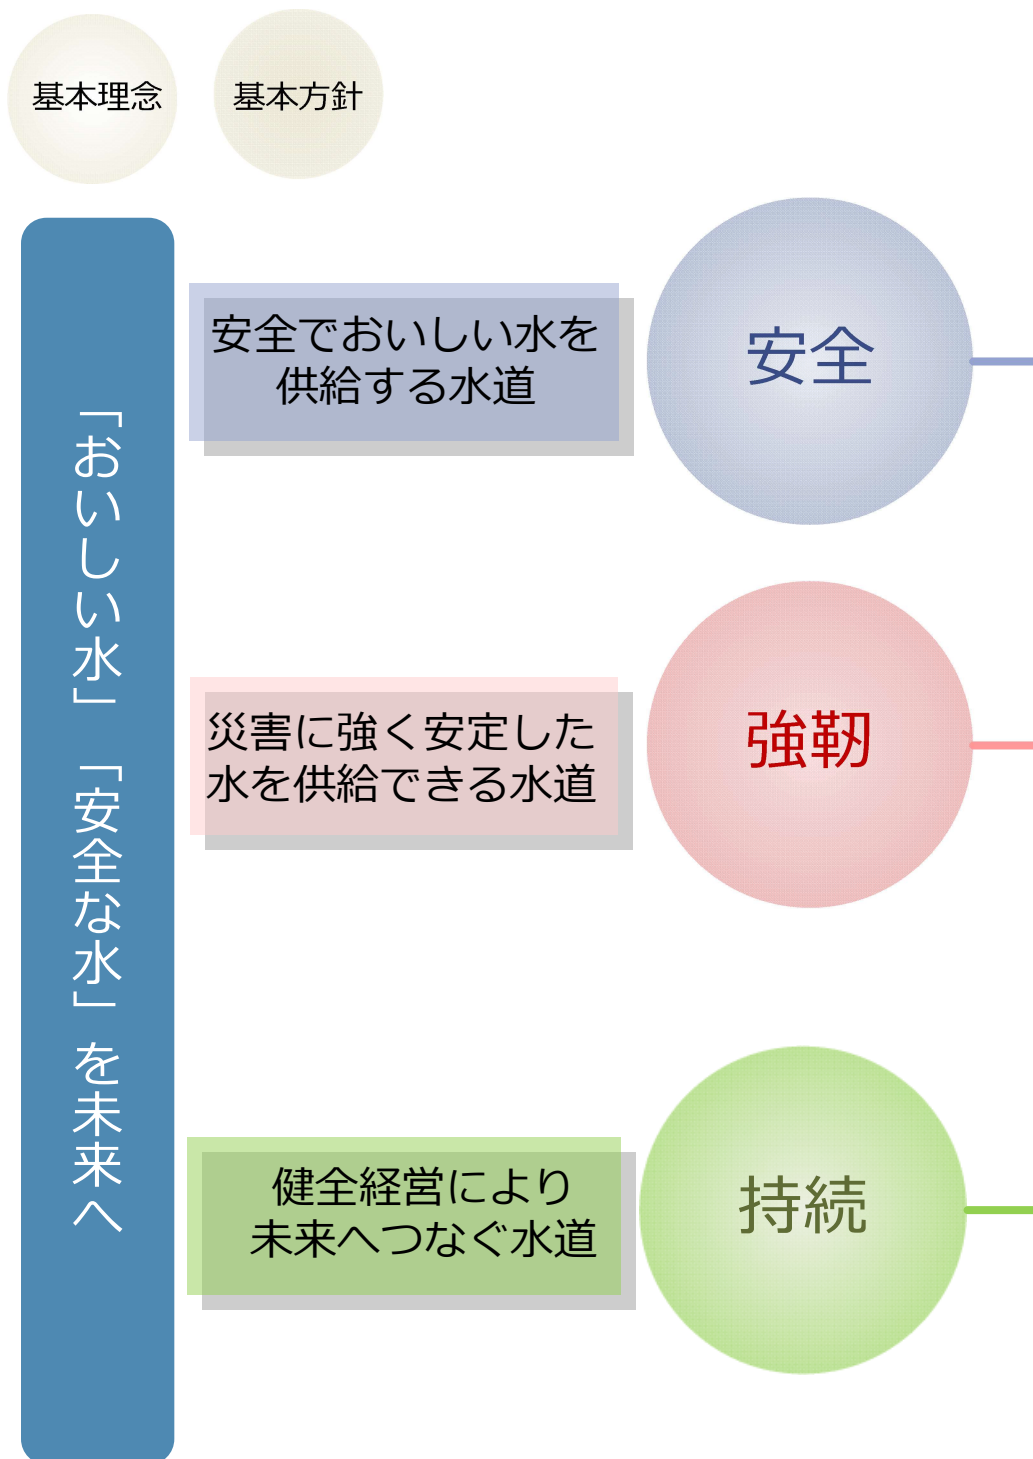 基本理念
基本方針
「おいしい水」「安全な水」を未来へ
安全でおいしい水を
供給する水道
安全
災害に強く安定した
水を供給できる水道
強靭
健全経営により
未来へつなぐ水道
持続